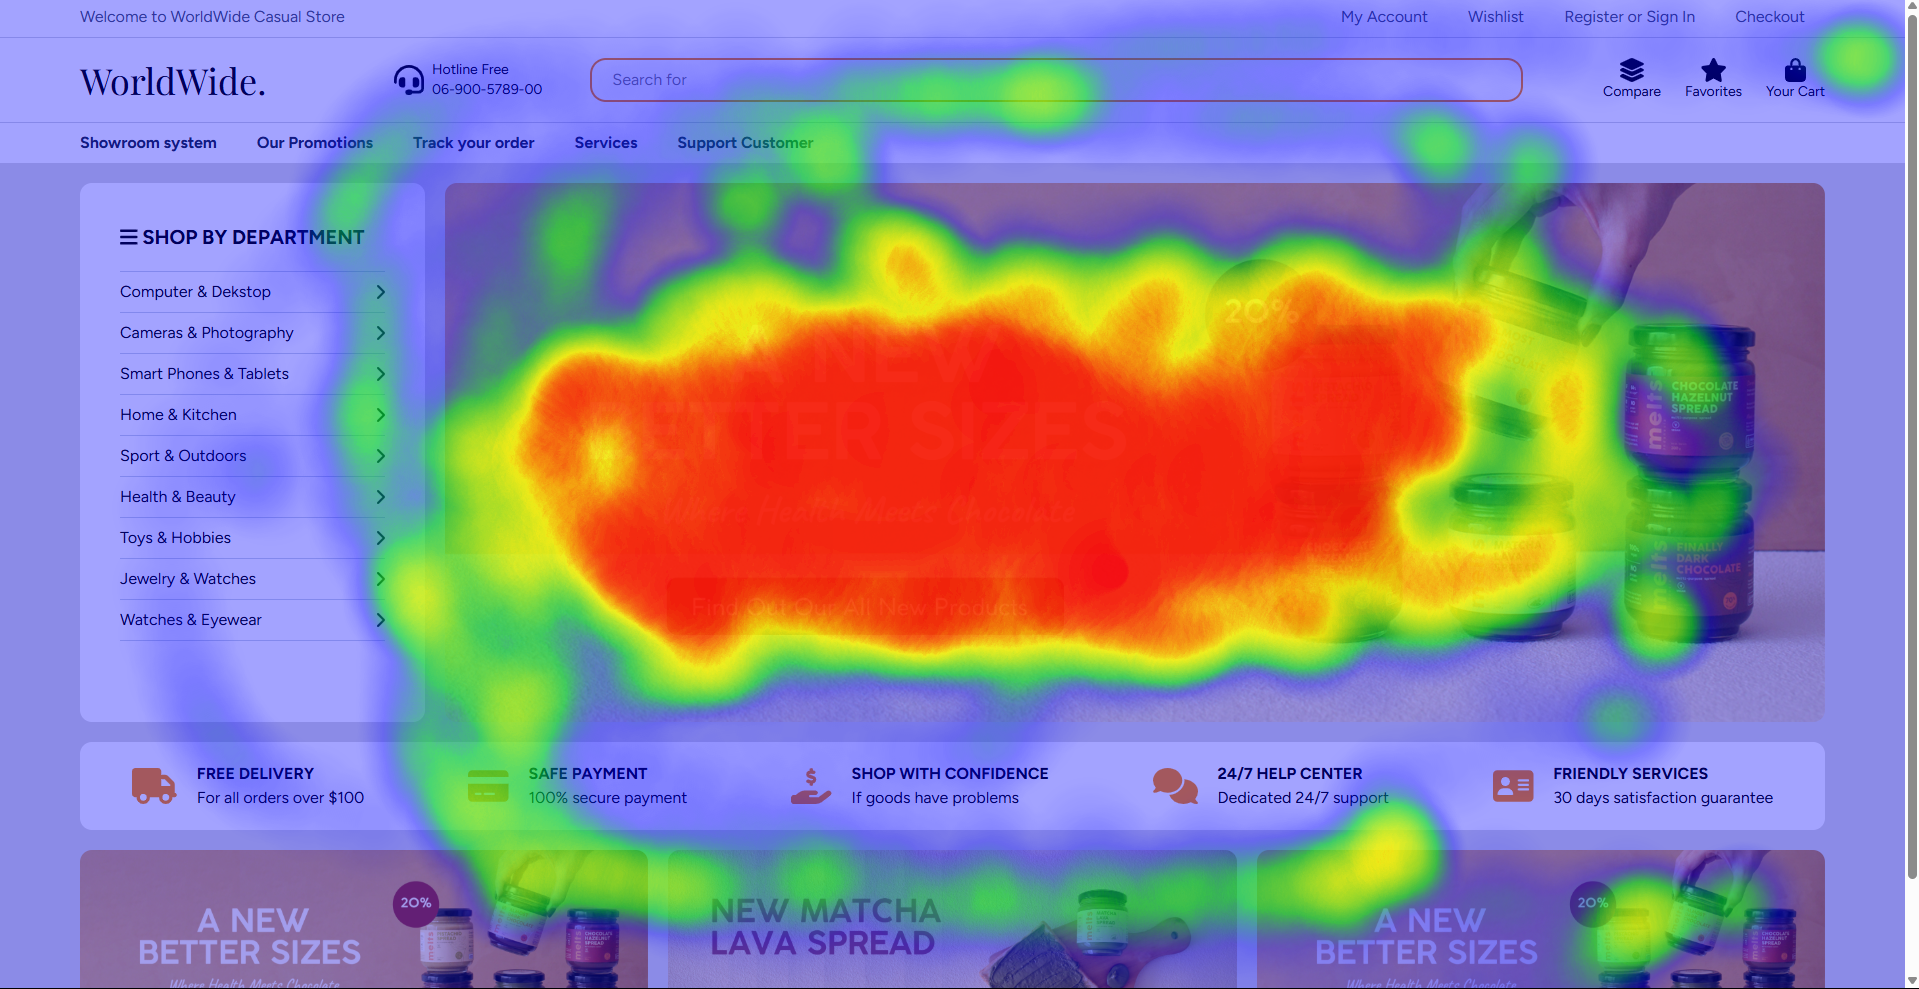 Welcome to WorldWide Casual Store
My Account Wishlist Register or Sign In Checkout
WorldWide.
Hotline Free
06-900-5789-00
Search for
Compare Favorites Your Cart
Showroom system Our Promotions Track your order Services Support Customer
SHOP BY DEPARTMENT
Computer & Dekstop
Cameras & Photography
Smart Phones & Tablets
Home & Kitchen
Sport & Outdoors
Health & Beauty
Toys & Hobbies
Jewelry & Watches
Watches & Eyewear
20%
A NEW
BETTER SIZES
Where Health Meets Chocolate
Find Out Our All New Products
melts
CHOCOLATE
HAZELNUT
SPREAD
melts
FINALLY
DARK
CHOCOLATE
FREE DELIVERY
For all orders over $100
SAFE PAYMENT
100% secure payment
SHOP WITH CONFIDENCE
If goods have problems
24/7 HELP CENTER
Dedicated 24/7 support
FRIENDLY SERVICES
30 days satisfaction guarantee
20%
A NEW
BETTER SIZES
Where Health Meets Chocolate
NEW MATCHA
LAVA SPREAD
20%
A NEW
BETTER SIZES
Where Health Meets Chocolate